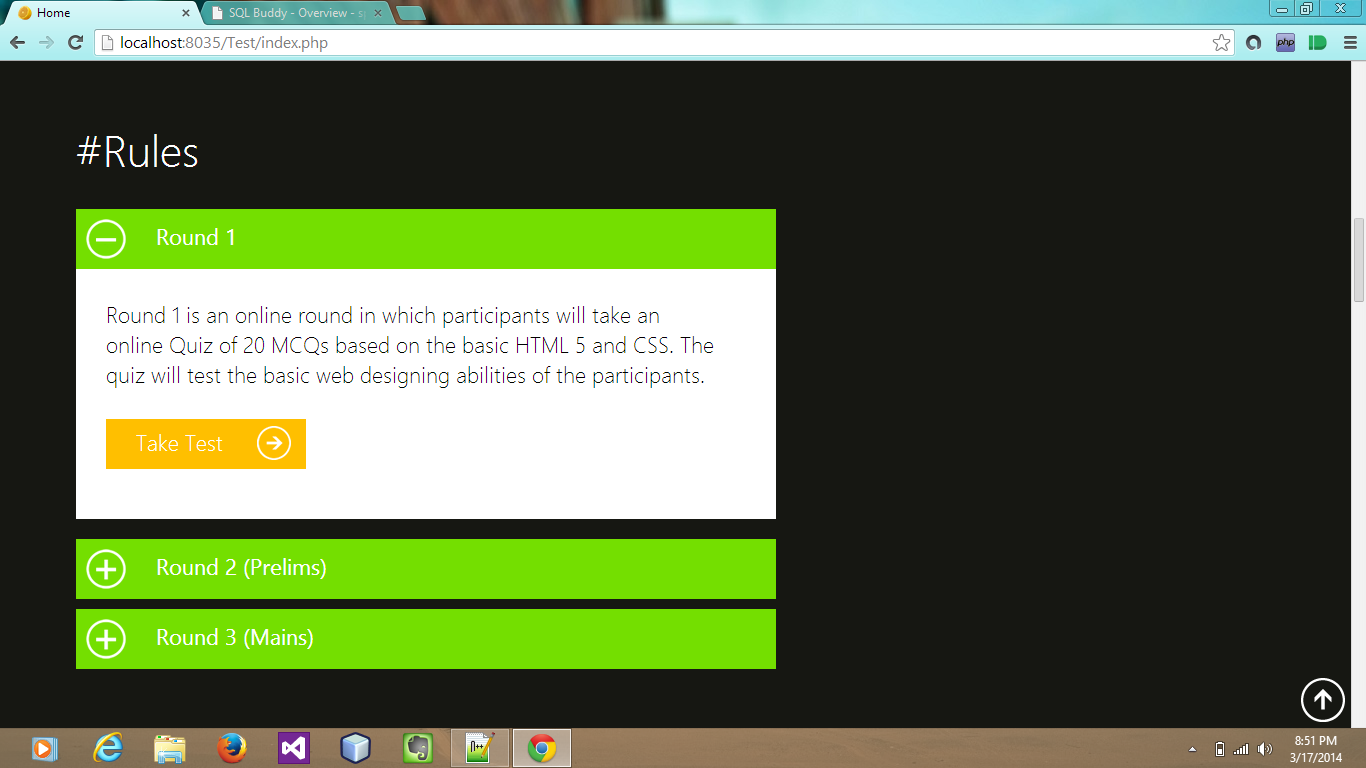 Home
SQL Buddy - Overview - s
localhost:8035/Test/index.php
php
#Rules
Round 1
Round 1 is an online round in which participants will take an
online Quiz of 20 MCQs based on the basic HTML 5 and CSS. The
quiz will test the basic web designing abilities of the participants.
Take Test
Round 2 (Prelims)
Round 3 (Mains)
8:51 PM
3/17/2014